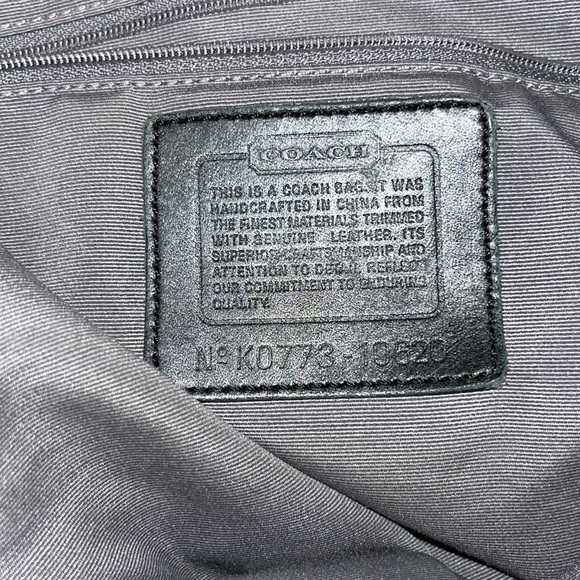 COACH
THIS IS A COACH BAG. IT WAS
HANDCRAFTED IN CHINA FROM
THE FINEST MATERIALS TRIMMED
WITH GENUINE LEATHER. ITS
SUPERIOR CRAFTSMANSHIP AND
ATTENTION TO DETAIL REFLECT
OUR COMMITMENT TO ENDURING
QUALITY.
Nº K0773-